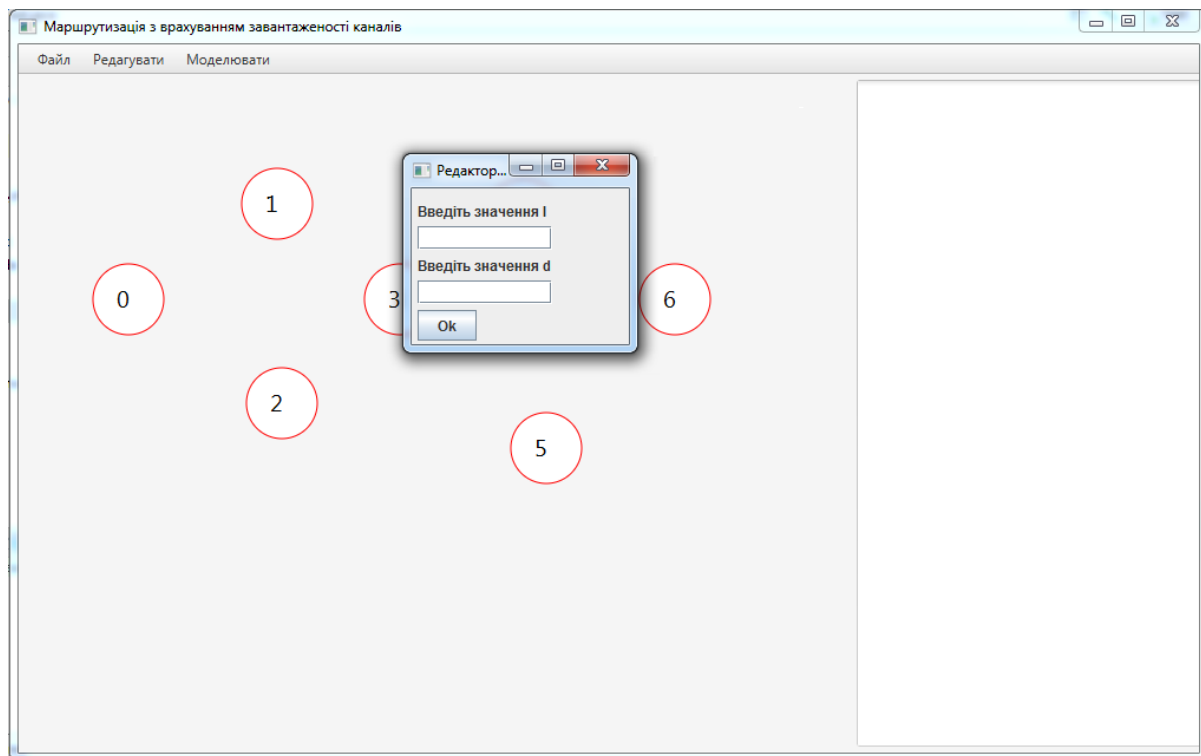 Маршрутизація з врахуванням завантаженості каналів
Файл Редагувати Моделювати
Редактор...
1
Введіть значення l
Введіть значення d
0
3
6
Ok
2
5